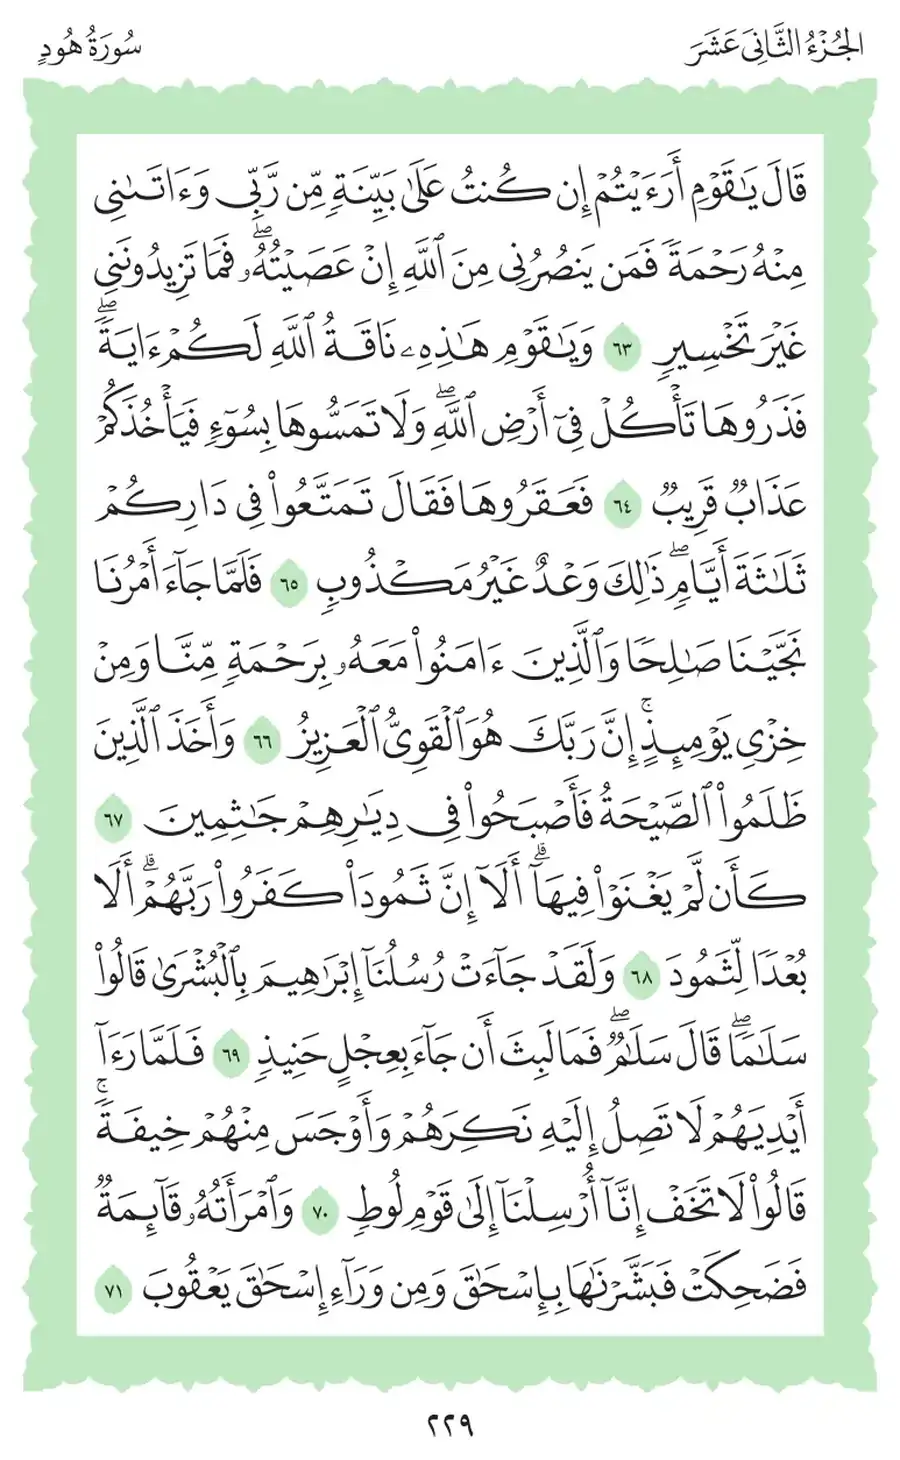 الجُزْءُ الثَّانِيَ عَشَرَ
سُورَةُ هُودٍ
قَالَ يَـٰقَوْمِ أَرَءَيْتُمْ إِن كُنتُ عَلَىٰ بَيِّنَةٍ مِّن رَّبِّى وَءَاتَىٰنِى
مِنْهُ رَحْمَةً فَمَن يَنصُرُنِى مِنَ ٱللَّهِ إِنْ عَصَيْتُهُۥ ۖ فَمَا تَزِيدُونَنِى
غَيْرَ تَخْسِيرٍ ٦٣ وَيَـٰقَوْمِ هَـٰذِهِۦ نَاقَةُ ٱللَّهِ لَكُمْ ءَايَةً ۖ
فَذَرُوهَا تَأْكُلْ فِىٓ أَرْضِ ٱللَّهِ ۖ وَلَا تَمَسُّوهَا بِسُوٓءٍ فَيَأْخُذَكُمْ
عَذَابٌ قَرِيبٌ ٦٤ فَعَقَرُوهَا فَقَالَ تَمَتَّعُوا۟ فِى دَارِكُمْ
ثَلَـٰثَةَ أَيَّامٍ ۖ ذَٰلِكَ وَعْدٌ غَيْرُ مَكْذُوبٍ ٦٥ فَلَمَّا جَآءَ أَمْرُنَا
نَجَّيْنَا صَـٰلِحًا وَٱلَّذِينَ ءَامَنُوا۟ مَعَهُۥ بِرَحْمَةٍ مِّنَّا وَمِنْ
خِزْىِ يَوْمِئِذٍ ۚ إِنَّ رَبَّكَ هُوَ ٱلْقَوِىُّ ٱلْعَزِيزُ ٦٦ وَأَخَذَ ٱلَّذِينَ
ظَلَمُوا۟ ٱلصَّيْحَةُ فَأَصْبَحُوا۟ فِى دِيَـٰرِهِمْ جَـٰثِمِينَ ٦٧
كَأَن لَّمْ يَغْنَوْا۟ فِيهَآ ۗ أَلَآ إِنَّ ثَمُودَا۟ كَفَرُوا۟ رَبَّهُمْ ۗ أَلَا
بُعْدًا لِّثَمُودَ ٦٨ وَلَقَدْ جَآءَتْ رُسُلُنَآ إِبْرَٰهِيمَ بِٱلْبُشْرَىٰ قَالُوا۟
سَلَـٰمًا ۖ قَالَ سَلَـٰمٌ ۖ فَمَا لَبِثَ أَن جَآءَ بِعِجْلٍ حَنِيذٍ ٦٩ فَلَمَّا رَءَآ
أَيْدِيَهُمْ لَا تَصِلُ إِلَيْهِ نَكِرَهُمْ وَأَوْجَسَ مِنْهُمْ خِيفَةً ۚ
قَالُوا۟ لَا تَخَفْ إِنَّآ أُرْسِلْنَآ إِلَىٰ قَوْمِ لُوطٍ ٧٠ وَٱمْرَأَتُهُۥ قَآئِمَةٌ
فَضَحِكَتْ فَبَشَّرْنَـٰهَا بِإِسْحَـٰقَ وَمِن وَرَآءِ إِسْحَـٰقَ يَعْقُوبَ ٧١
٢٢٩